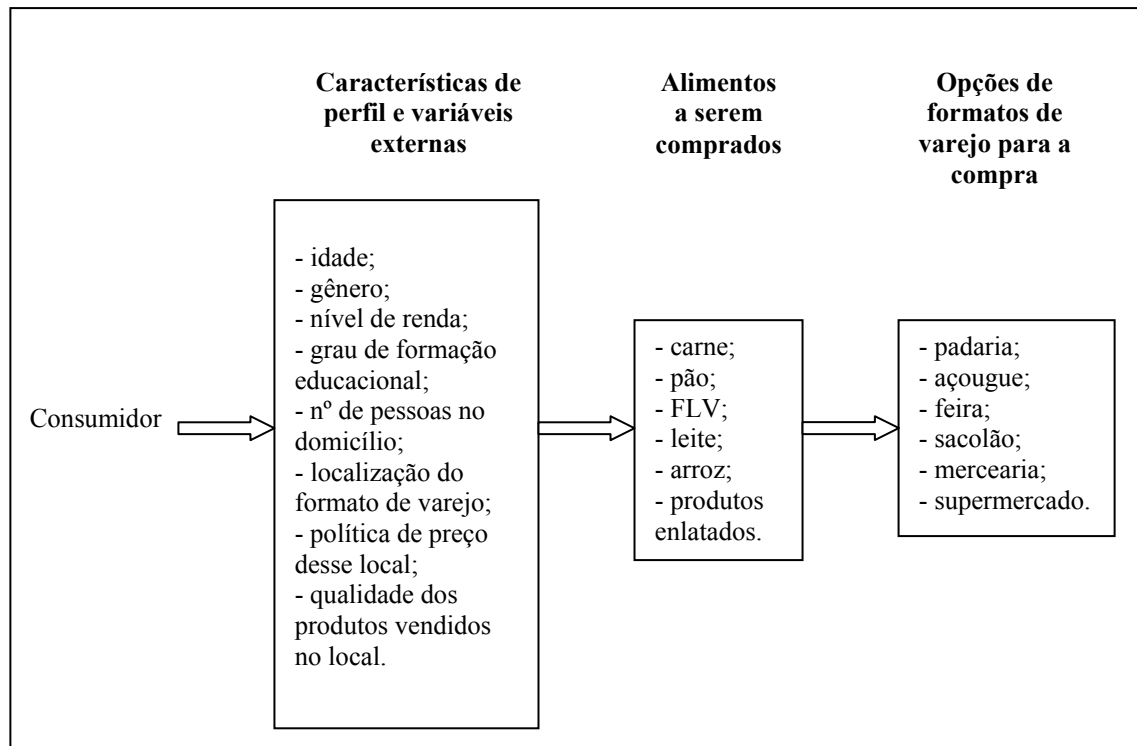 Características de
perfil e variáveis
externas
Alimentos
a serem
comprados
Opções de
formatos de
varejo para a
compra
Consumidor
- idade;
- gênero;
- nível de renda;
- grau de formação
educacional;
- nº de pessoas no
domicílio;
- localização do
formato de varejo;
- política de preço
desse local;
- qualidade dos
produtos vendidos
no local.
- carne;
- pão;
- FLV;
- leite;
- arroz;
- produtos
enlatados.
- padaria;
- açougue;
- feira;
- sacolão;
- mercearia;
- supermercado.